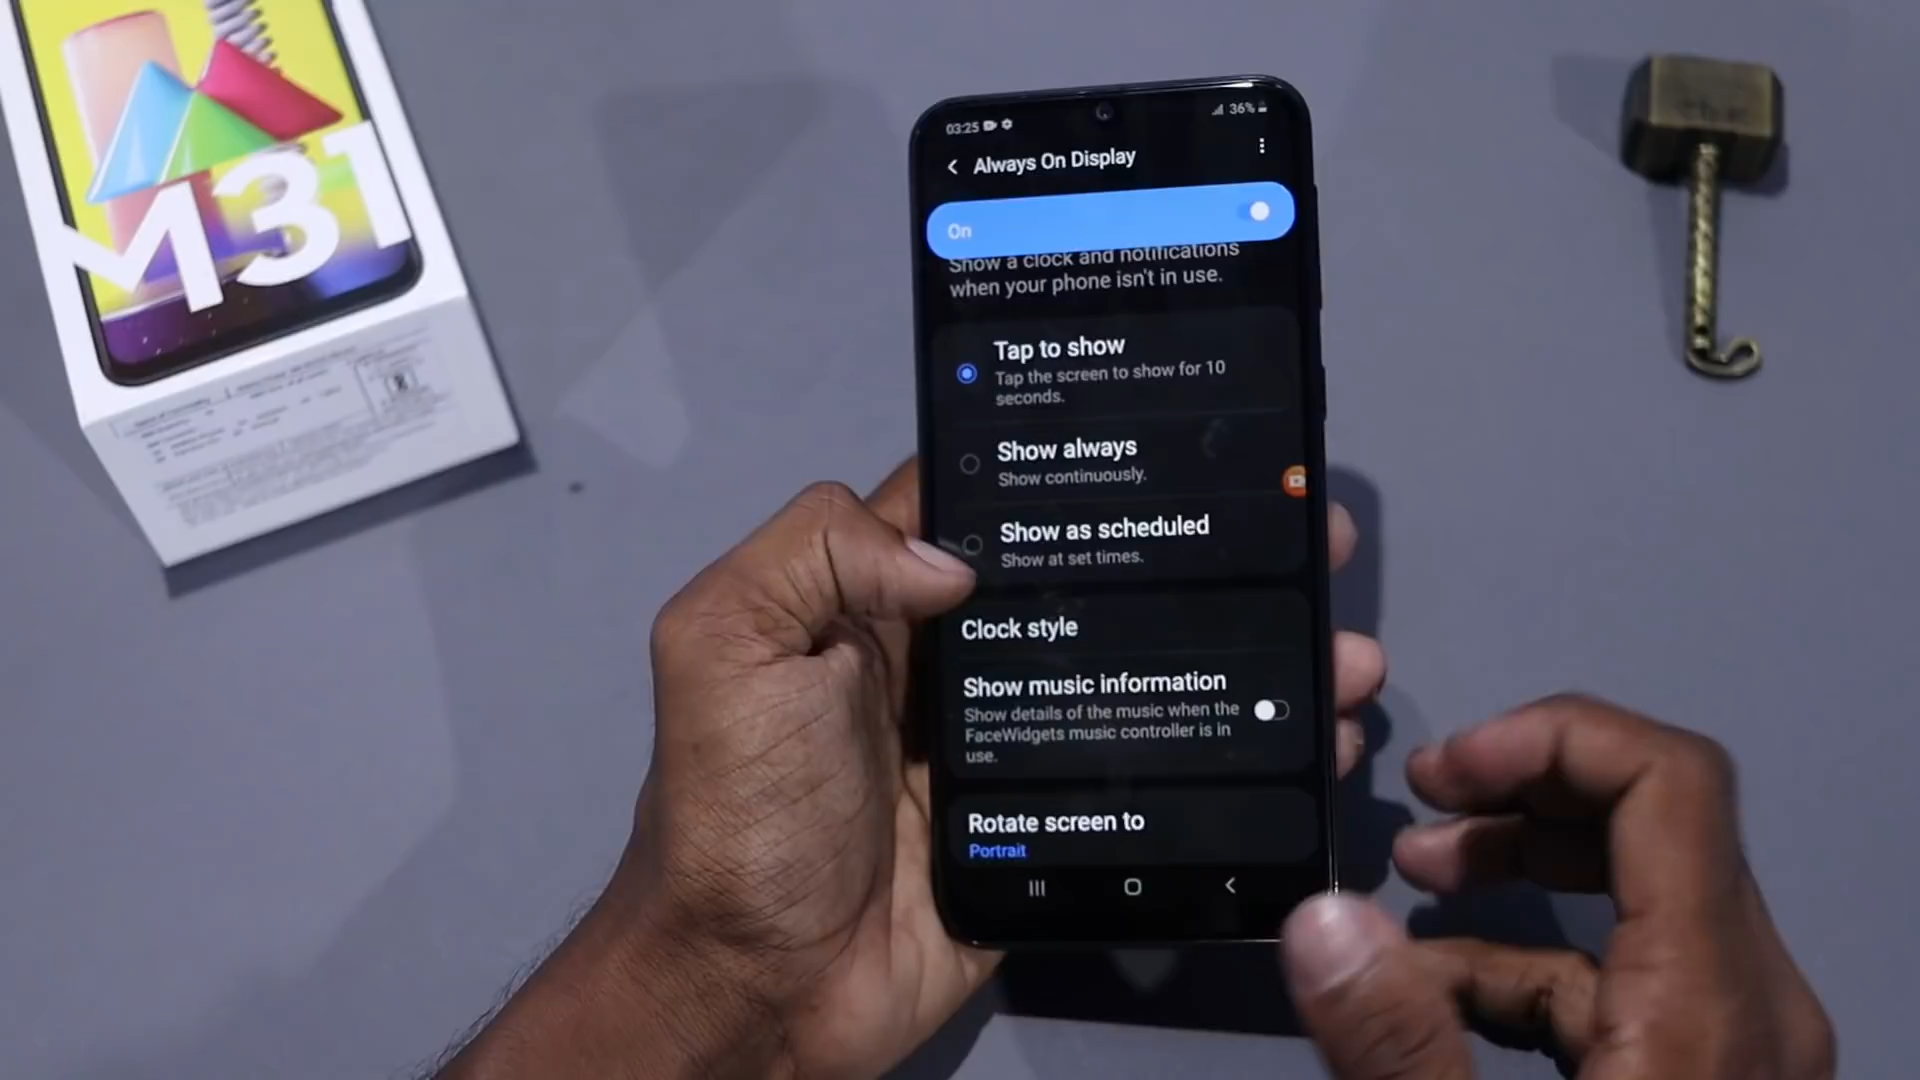 M31
03:25
36%
Always On Display
On
Show a clock and notifications
when your phone isn't in use.
Tap to show
Tap the screen to show for 10
seconds.
Show always
Show continuously.
Show as scheduled
Show at set times.
Clock style
Show music information
Show details of the music when the
FaceWidgets music controller is in
use.
Rotate screen to
Portrait